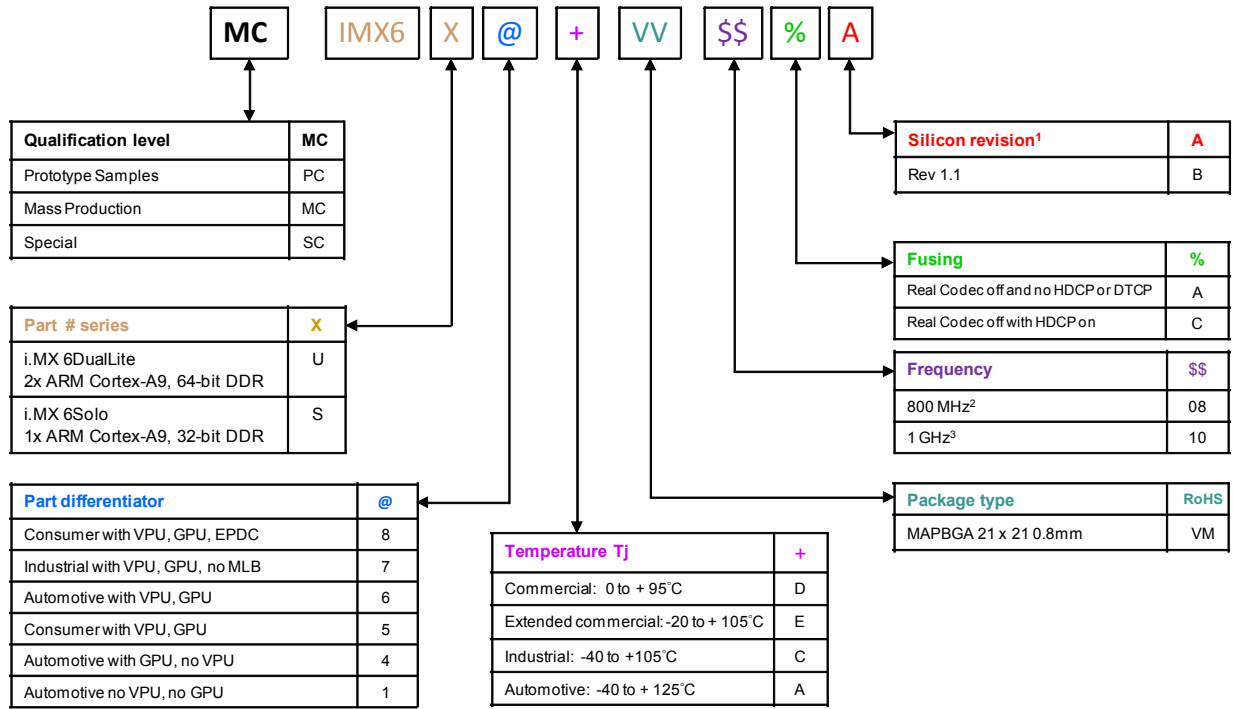 MC IMX6 X @ + VV $$ % A
Qualification level MC
Prototype Samples PC
Mass Production MC
Special SC
Part # series X
i.MX 6DualLite U
2x ARM Cortex-A9, 64-bit DDR
i.MX 6Solo S
1x ARM Cortex-A9, 32-bit DDR
Part differentiator @
Consumer with VPU, GPU, EPDC 8
Industrial with VPU, GPU, no MLB 7
Automotive with VPU, GPU 6
Consumer with VPU, GPU 5
Automotive with GPU, no VPU 4
Automotive no VPU, no GPU 1
Temperature Tj +
Commercial: 0 to + 95°C D
Extended commercial: -20 to + 105°C E
Industrial: -40 to +105°C C
Automotive: -40 to + 125°C A
Silicon revision¹ A
Rev 1.1 B
Fusing %
Real Codec off and no HDCP or DTCP A
Real Codec off with HDCP on C
Frequency $$
800 MHz² 08
1 GHz³ 10
Package type RoHS
MAPBGA 21 x 21 0.8mm VM